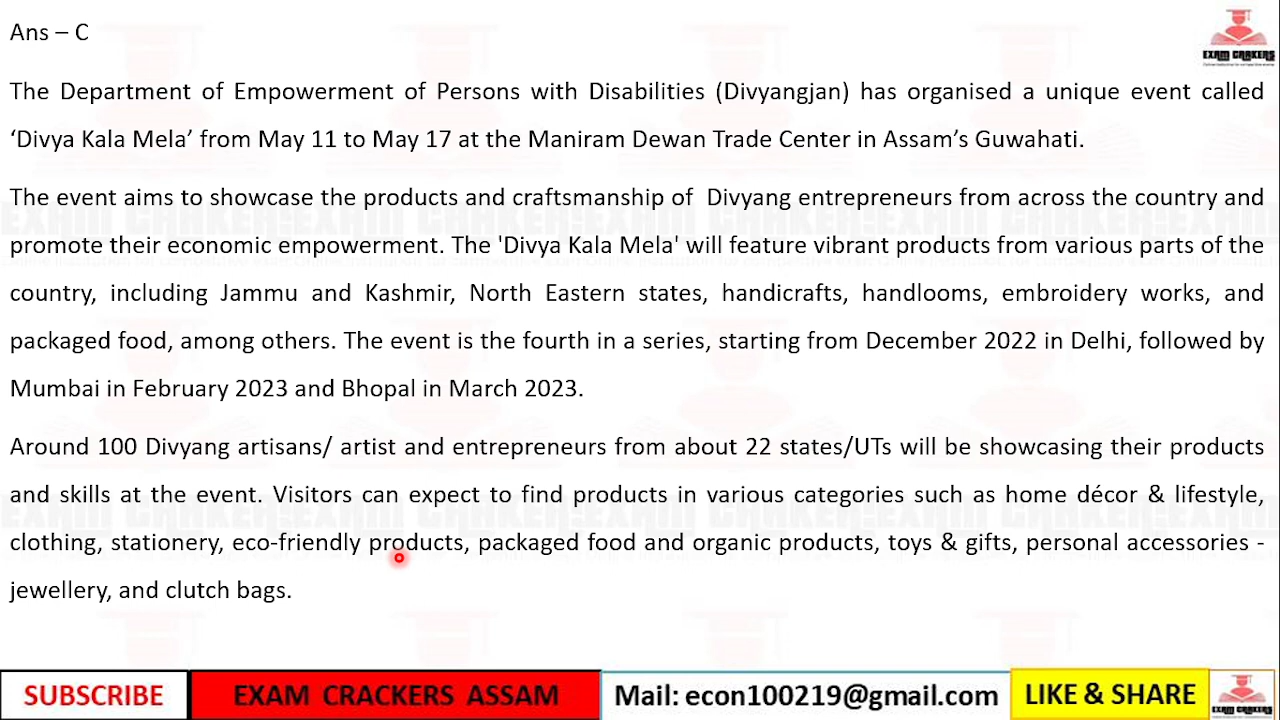 Ans – C
EXAM CRAKERS
The Department of Empowerment of Persons with Disabilities (Divyangjan) has organised a unique event called
‘Divya Kala Mela’ from May 11 to May 17 at the Maniram Dewan Trade Center in Assam’s Guwahati.
The event aims to showcase the products and craftsmanship of Divyang entrepreneurs from across the country and
promote their economic empowerment. The 'Divya Kala Mela' will feature vibrant products from various parts of the
country, including Jammu and Kashmir, North Eastern states, handicrafts, handlooms, embroidery works, and
packaged food, among others. The event is the fourth in a series, starting from December 2022 in Delhi, followed by
Mumbai in February 2023 and Bhopal in March 2023.
Around 100 Divyang artisans/ artist and entrepreneurs from about 22 states/UTs will be showcasing their products
and skills at the event. Visitors can expect to find products in various categories such as home décor & lifestyle,
clothing, stationery, eco-friendly products, packaged food and organic products, toys & gifts, personal accessories -
jewellery, and clutch bags.
SUBSCRIBE
EXAM CRACKERS ASSAM
Mail: econ100219@gmail.com
LIKE & SHARE
EXAM CRAKERS